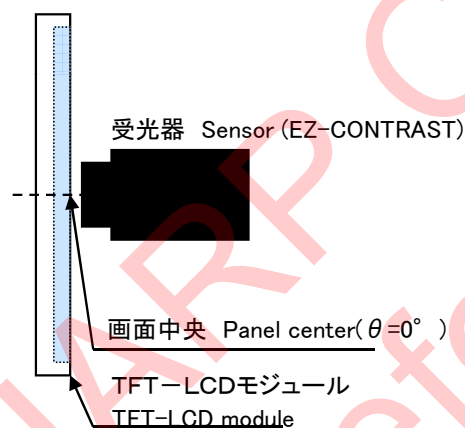 受光器 Sensor(EZ-CONTRAST)
画面中央 Panel center(θ=0°)
TFT－LCDモジュール
TFT-LCD module